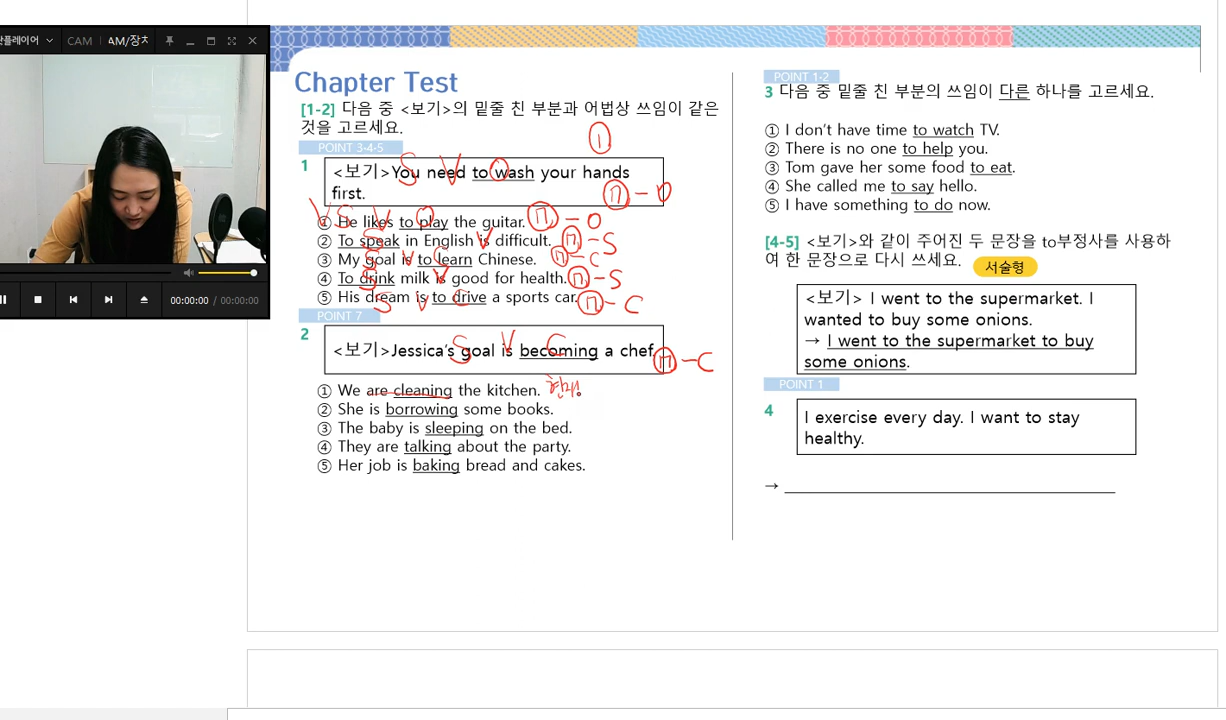 CAM
00:00:00 / 00:00:00
Chapter Test
[1-2] 다음 중 <보기>의 밑줄 친 부분과 어법상 쓰임이 같은
것을 고르세요.
POINT 3·4·5
1
<보기>You need to wash your hands
first.
① He likes to play the guitar.
② To speak in English is difficult.
③ My goal is to learn Chinese.
④ To drink milk is good for health.
⑤ His dream is to drive a sports car.
POINT 7
2
<보기>Jessica's goal is becoming a chef.
① We are cleaning the kitchen.
② She is borrowing some books.
③ The baby is sleeping on the bed.
④ They are talking about the party.
⑤ Her job is baking bread and cakes.
POINT 1·2
3 다음 중 밑줄 친 부분의 쓰임이 다른 하나를 고르세요.
① I don't have time to watch TV.
② There is no one to help you.
③ Tom gave her some food to eat.
④ She called me to say hello.
⑤ I have something to do now.
[4-5] <보기>와 같이 주어진 두 문장을 to부정사를 사용하
여 한 문장으로 다시 쓰세요. 서술형
<보기> I went to the supermarket. I
wanted to buy some onions.
→ I went to the supermarket to buy
some onions.
POINT 1
4
I exercise every day. I want to stay
healthy.
→